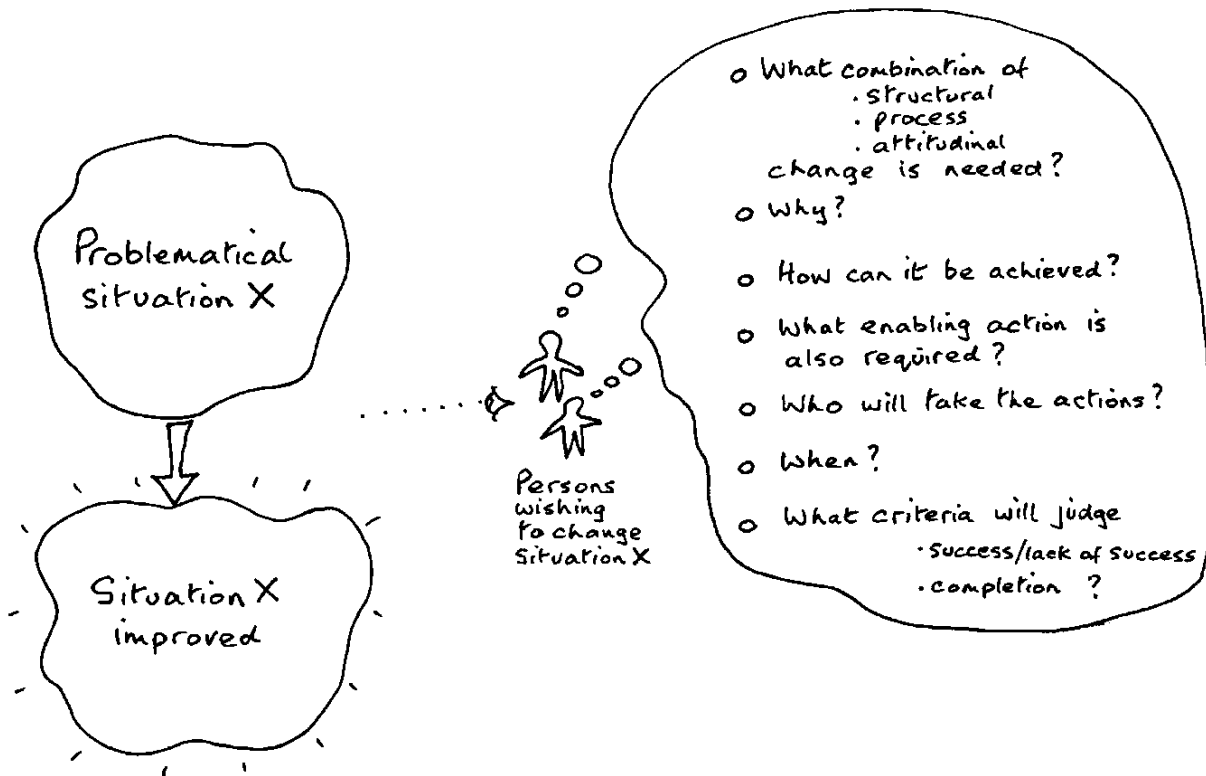 Problematical
situation X
Situation X
improved
Persons
wishing
to change
Situation X
What combination of
· structural
· process
· attitudinal
change is needed?
Why?
How can it be achieved?
What enabling action is
also required?
Who will take the actions?
When?
What criteria will judge
· success/lack of success
· completion ?